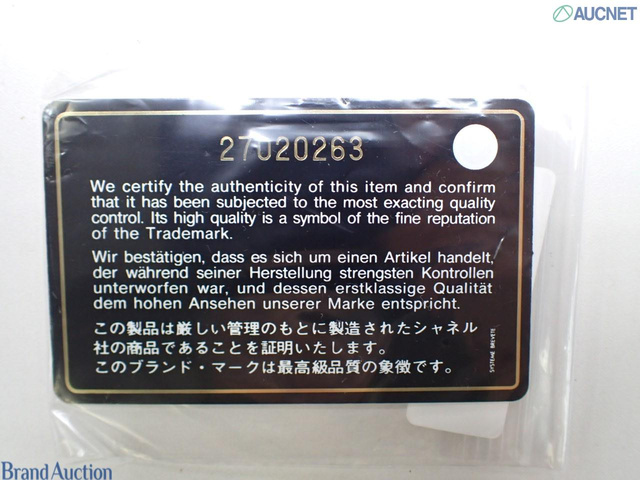 AUCNET
27020263
We certify the authenticity of this item and confirm
that it has been subjected to the most exacting quality
control. Its high quality is a symbol of the fine reputation
of the Trademark.
Wir bestätigen, dass es sich um einen Artikel handelt,
der während seiner Herstellung strengsten Kontrollen
unterworfen war, und dessen erstklassige Qualität
dem hohen Ansehen unserer Marke entspricht.
この製品は厳しい管理のもとに製造されたシャネル
社の商品であることを証明いたします。
このブランド・マークは最高級品質の象徴です。
SYSTEME BREVETE
Brand Auction